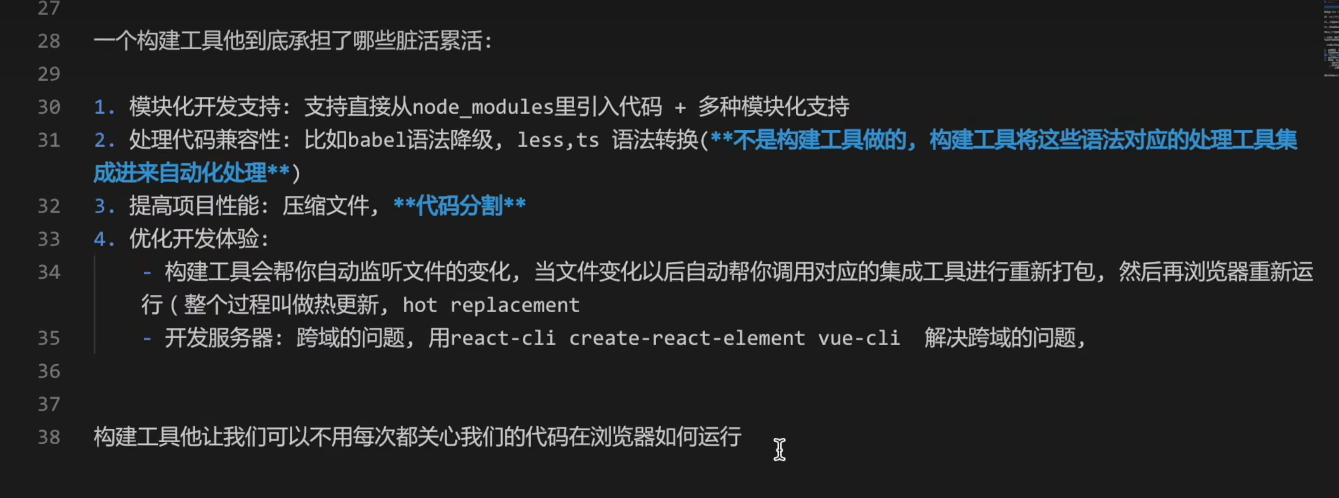 27
28 一个构建工具他到底承担了哪些脏活累活:
29
30 1. 模块化开发支持: 支持直接从node_modules里引入代码 + 多种模块化支持
31 2. 处理代码兼容性: 比如babel语法降级, less,ts 语法转换(**不是构建工具做的, 构建工具将这些语法对应的处理工具集
成进来自动化处理**)
32 3. 提高项目性能: 压缩文件, **代码分割**
33 4. 优化开发体验:
34 - 构建工具会帮你自动监听文件的变化, 当文件变化以后自动帮你调用对应的集成工具进行重新打包, 然后再浏览器重新运
行 ( 整个过程叫做热更新, hot replacement
35 - 开发服务器: 跨域的问题, 用react-cli create-react-element vue-cli 解决跨域的问题,
36
37
38 构建工具他让我们可以不用每次都关心我们的代码在浏览器如何运行